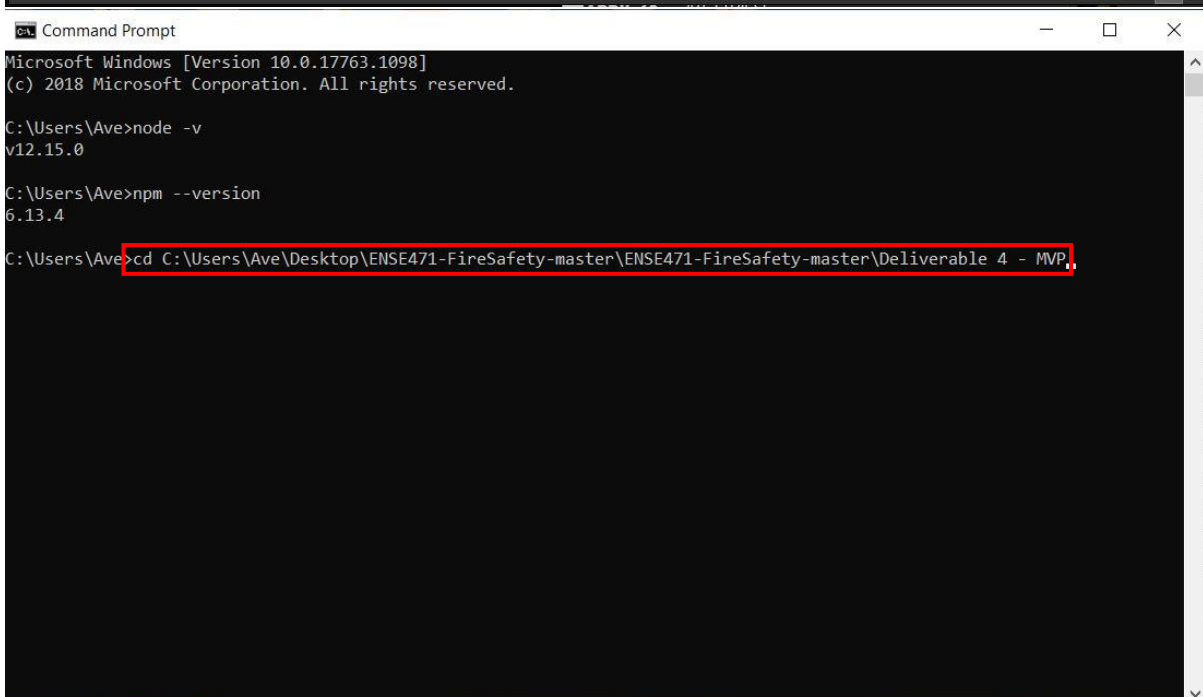 Command Prompt
Microsoft Windows [Version 10.0.17763.1098]
(c) 2018 Microsoft Corporation. All rights reserved.
C:\Users\Ave>node -v
v12.15.0
C:\Users\Ave>npm --version
6.13.4
C:\Users\Ave>cd C:\Users\Ave\Desktop\ENSE471-FireSafety-master\ENSE471-FireSafety-master\Deliverable 4 - MVP